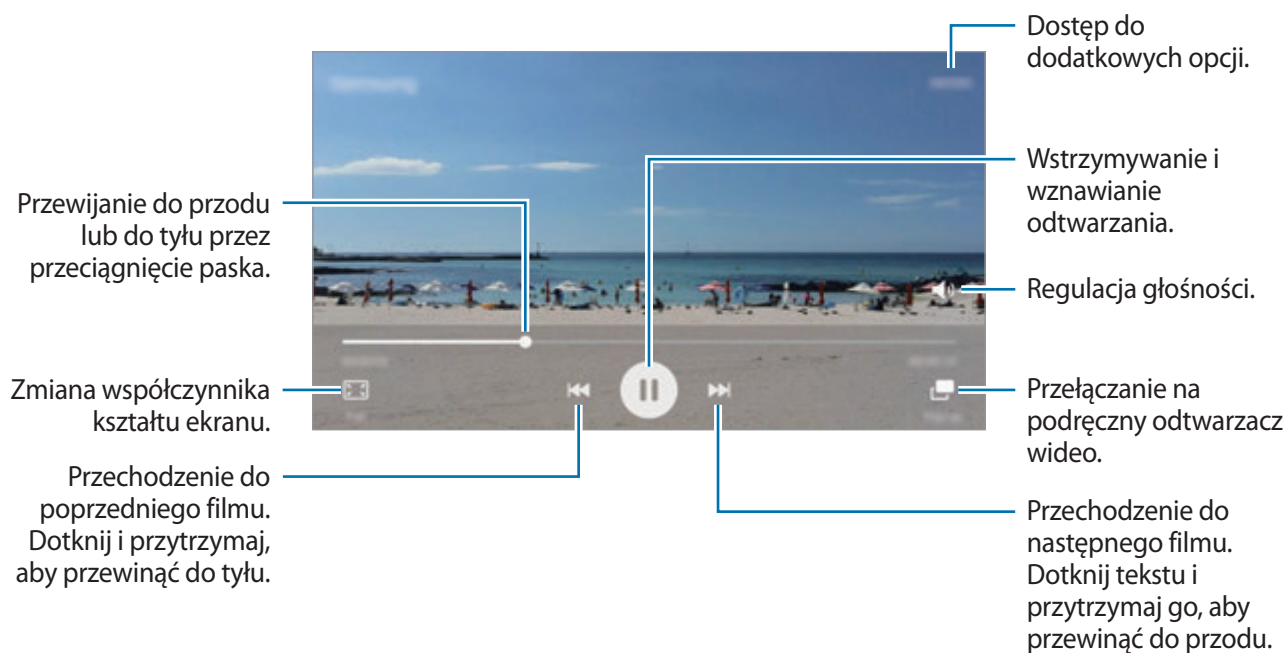 Dostęp do
dodatkowych opcji.
Wstrzymywanie i
wznawianie
odtwarzania.
Przewijanie do przodu
lub do tyłu przez
przeciągnięcie paska.
Regulacja głośności.
Zmiana współczynnika
kształtu ekranu.
Przełączanie na
podręczny odtwarzacz
wideo.
Przechodzenie do
poprzedniego filmu.
Dotknij i przytrzymaj,
aby przewinąć do tyłu.
Przechodzenie do
następnego filmu.
Dotknij tekstu i
przytrzymaj go, aby
przewinąć do przodu.